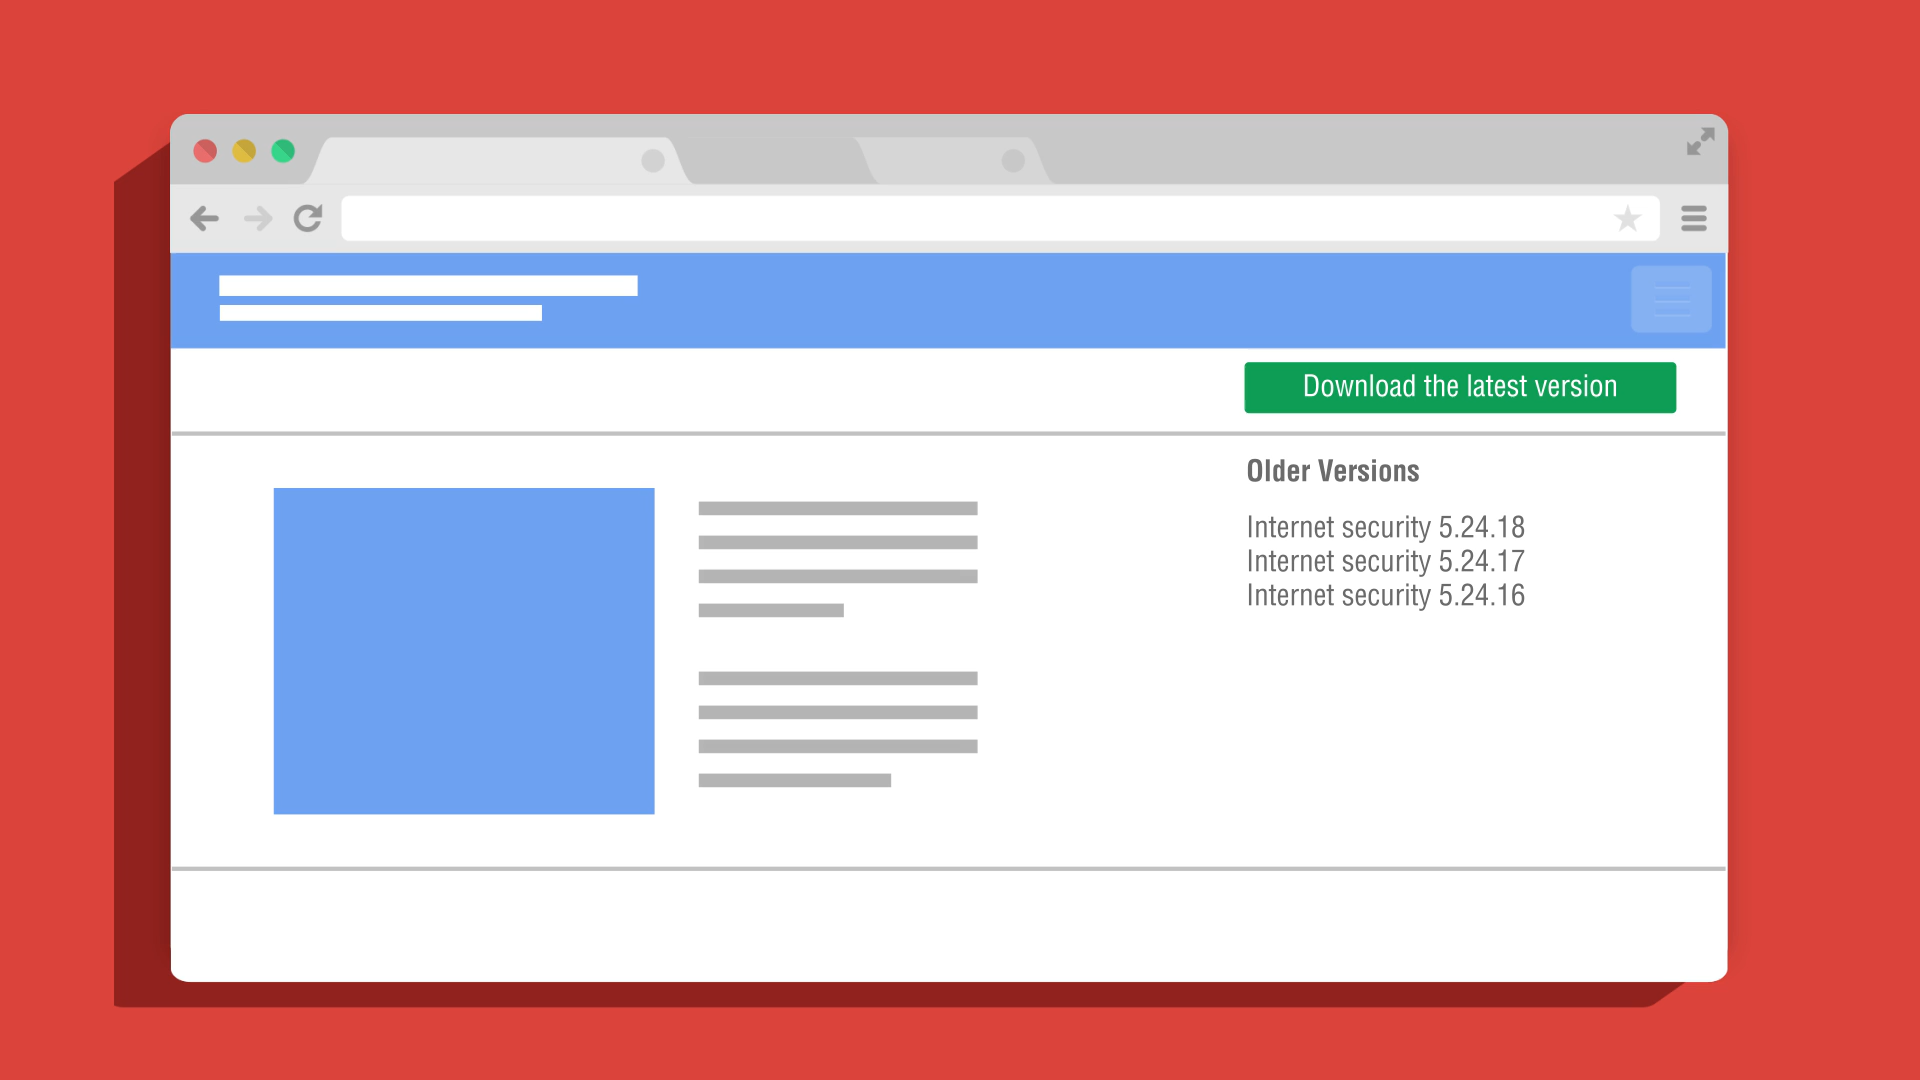 Download the latest version
Older Versions
Internet security 5.24.18
Internet security 5.24.17
Internet security 5.24.16